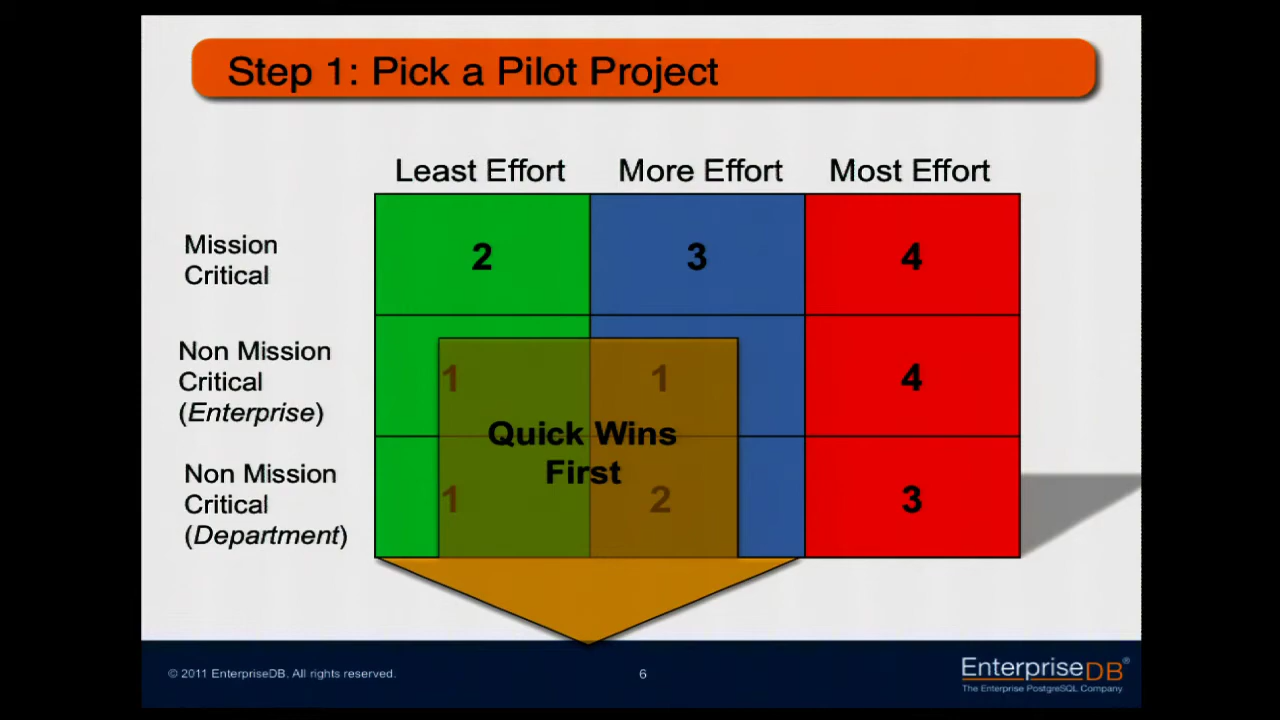 Step 1: Pick a Pilot Project
Least Effort More Effort Most Effort
Mission
Critical
2 3 4
Non Mission
Critical
(Enterprise)
1 1 4
Quick Wins
First
Non Mission
Critical
(Department)
1 2 3
© 2011 EnterpriseDB. All rights reserved.
6
EnterpriseDB®
The Enterprise PostgreSQL Company